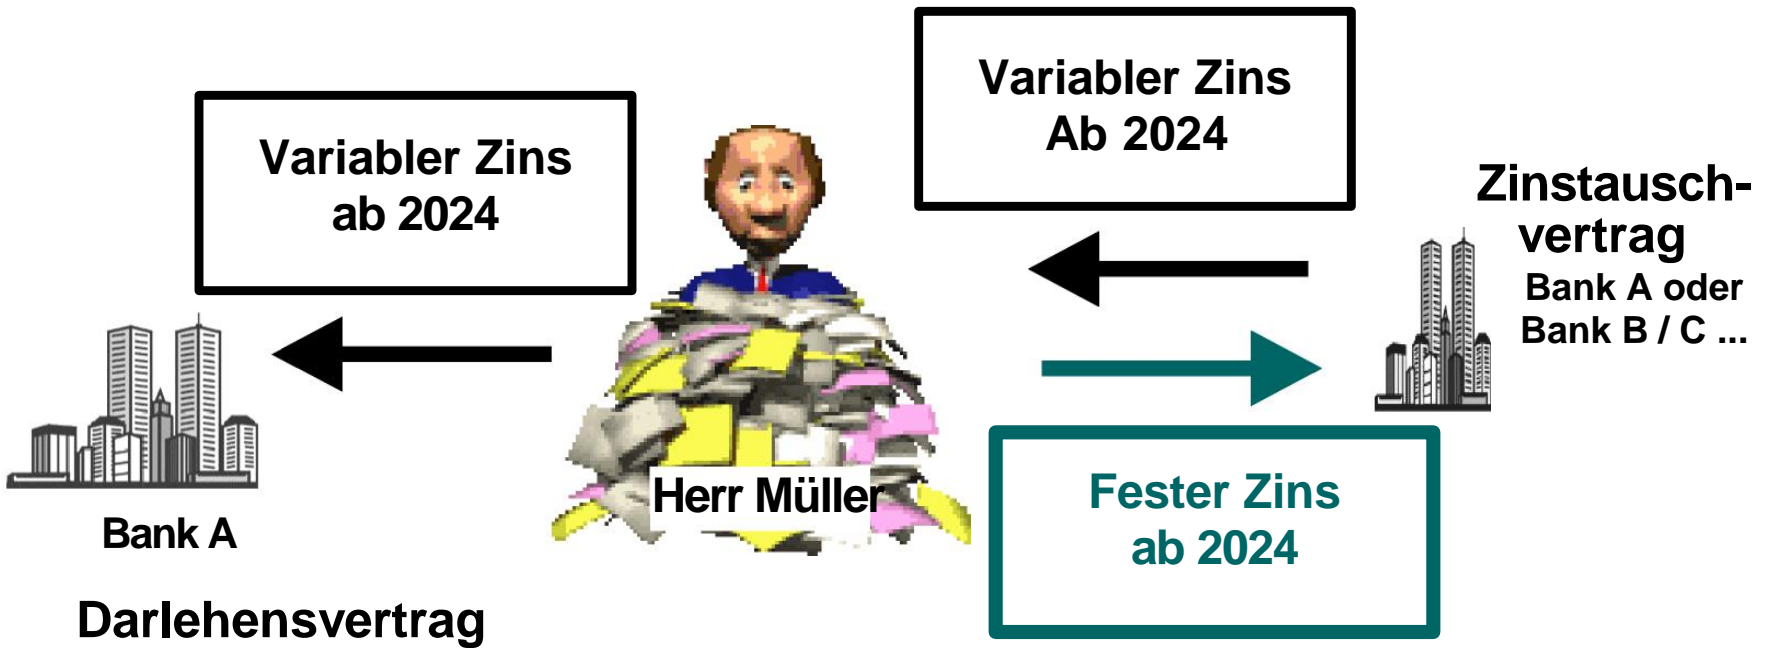 Variabler Zins
ab 2024
Bank A
Darlehensvertrag
Herr Müller
Variabler Zins
Ab 2024
Zinstausch-
vertrag
Bank A oder
Bank B / C ...
Fester Zins
ab 2024